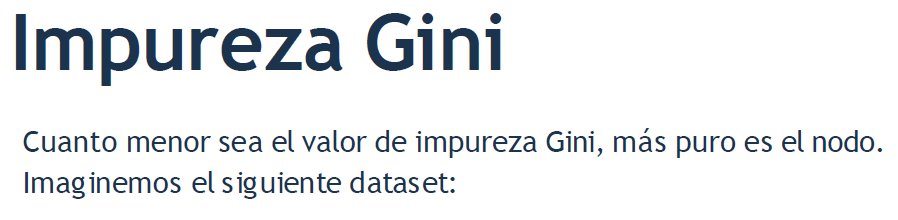 Impureza Gini
Cuanto menor sea el valor de impureza Gini, más puro es el nodo.
Imaginemos el siguiente dataset: